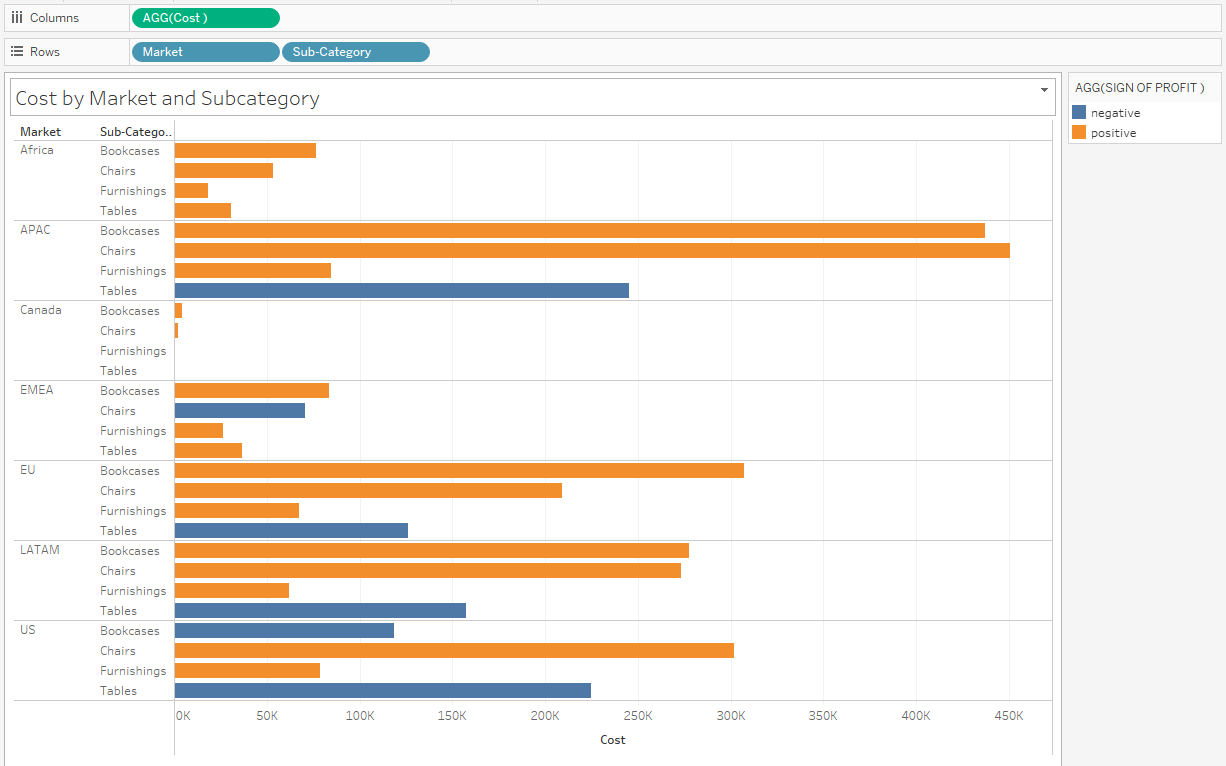 Columns AGG(Cost )
Rows Market Sub-Category
Cost by Market and Subcategory
AGG(SIGN OF PROFIT )
negative
positive
Market Sub-Catego..
Africa Bookcases
Chairs
Furnishings
Tables
APAC Bookcases
Chairs
Furnishings
Tables
Canada Bookcases
Chairs
Furnishings
Tables
EMEA Bookcases
Chairs
Furnishings
Tables
EU Bookcases
Chairs
Furnishings
Tables
LATAM Bookcases
Chairs
Furnishings
Tables
US Bookcases
Chairs
Furnishings
Tables
0K 50K 100K 150K 200K 250K 300K 350K 400K 450K
Cost